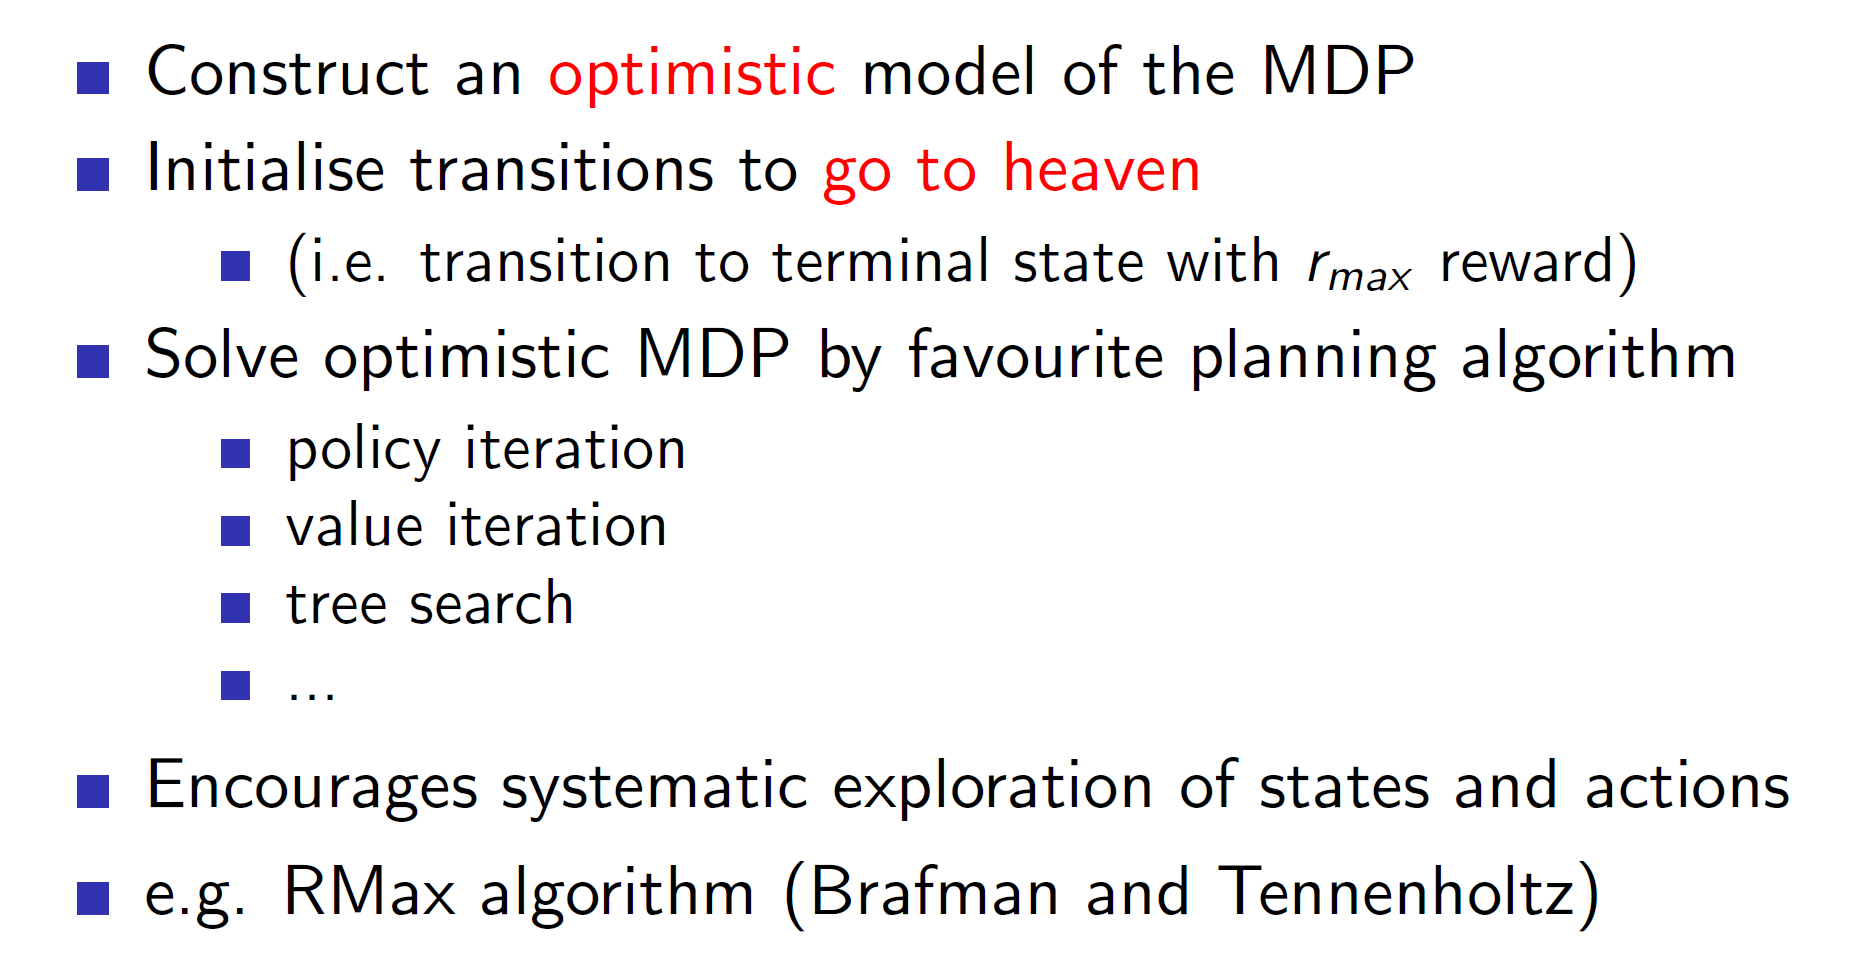 Construct an optimistic model of the MDP
Initialise transitions to go to heaven
(i.e. transition to terminal state with r_max reward)
Solve optimistic MDP by favourite planning algorithm
policy iteration
value iteration
tree search
...
Encourages systematic exploration of states and actions
e.g. RMax algorithm (Brafman and Tennenholtz)